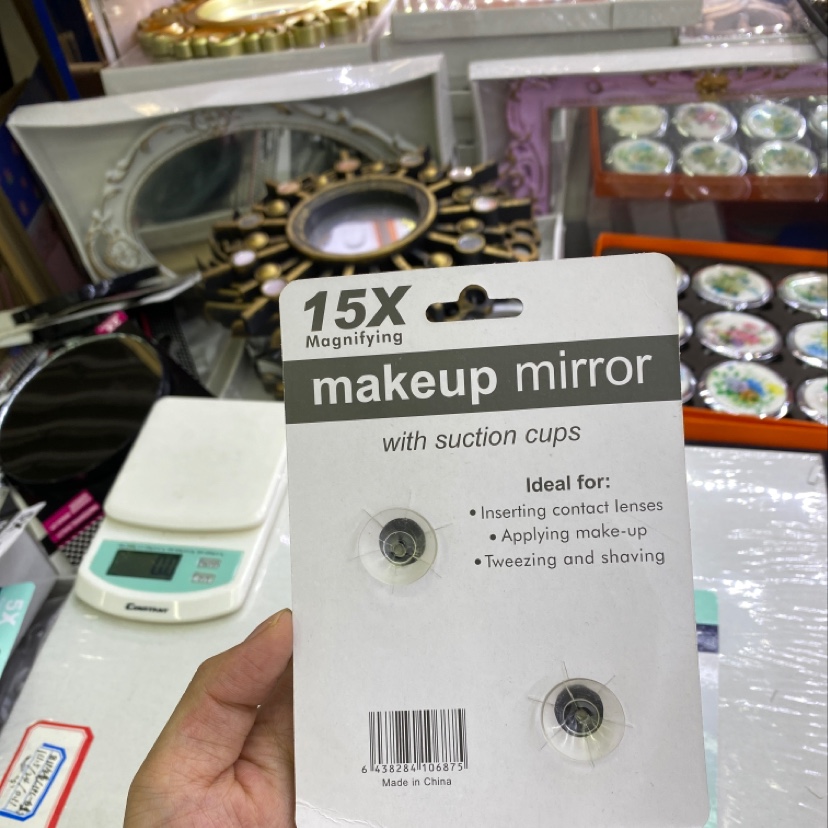 15X
Magnifying
makeup mirror
with suction cups
Ideal for:
• Inserting contact lenses
• Applying make-up
• Tweezing and shaving
6 438284 106875
Made in China
5X